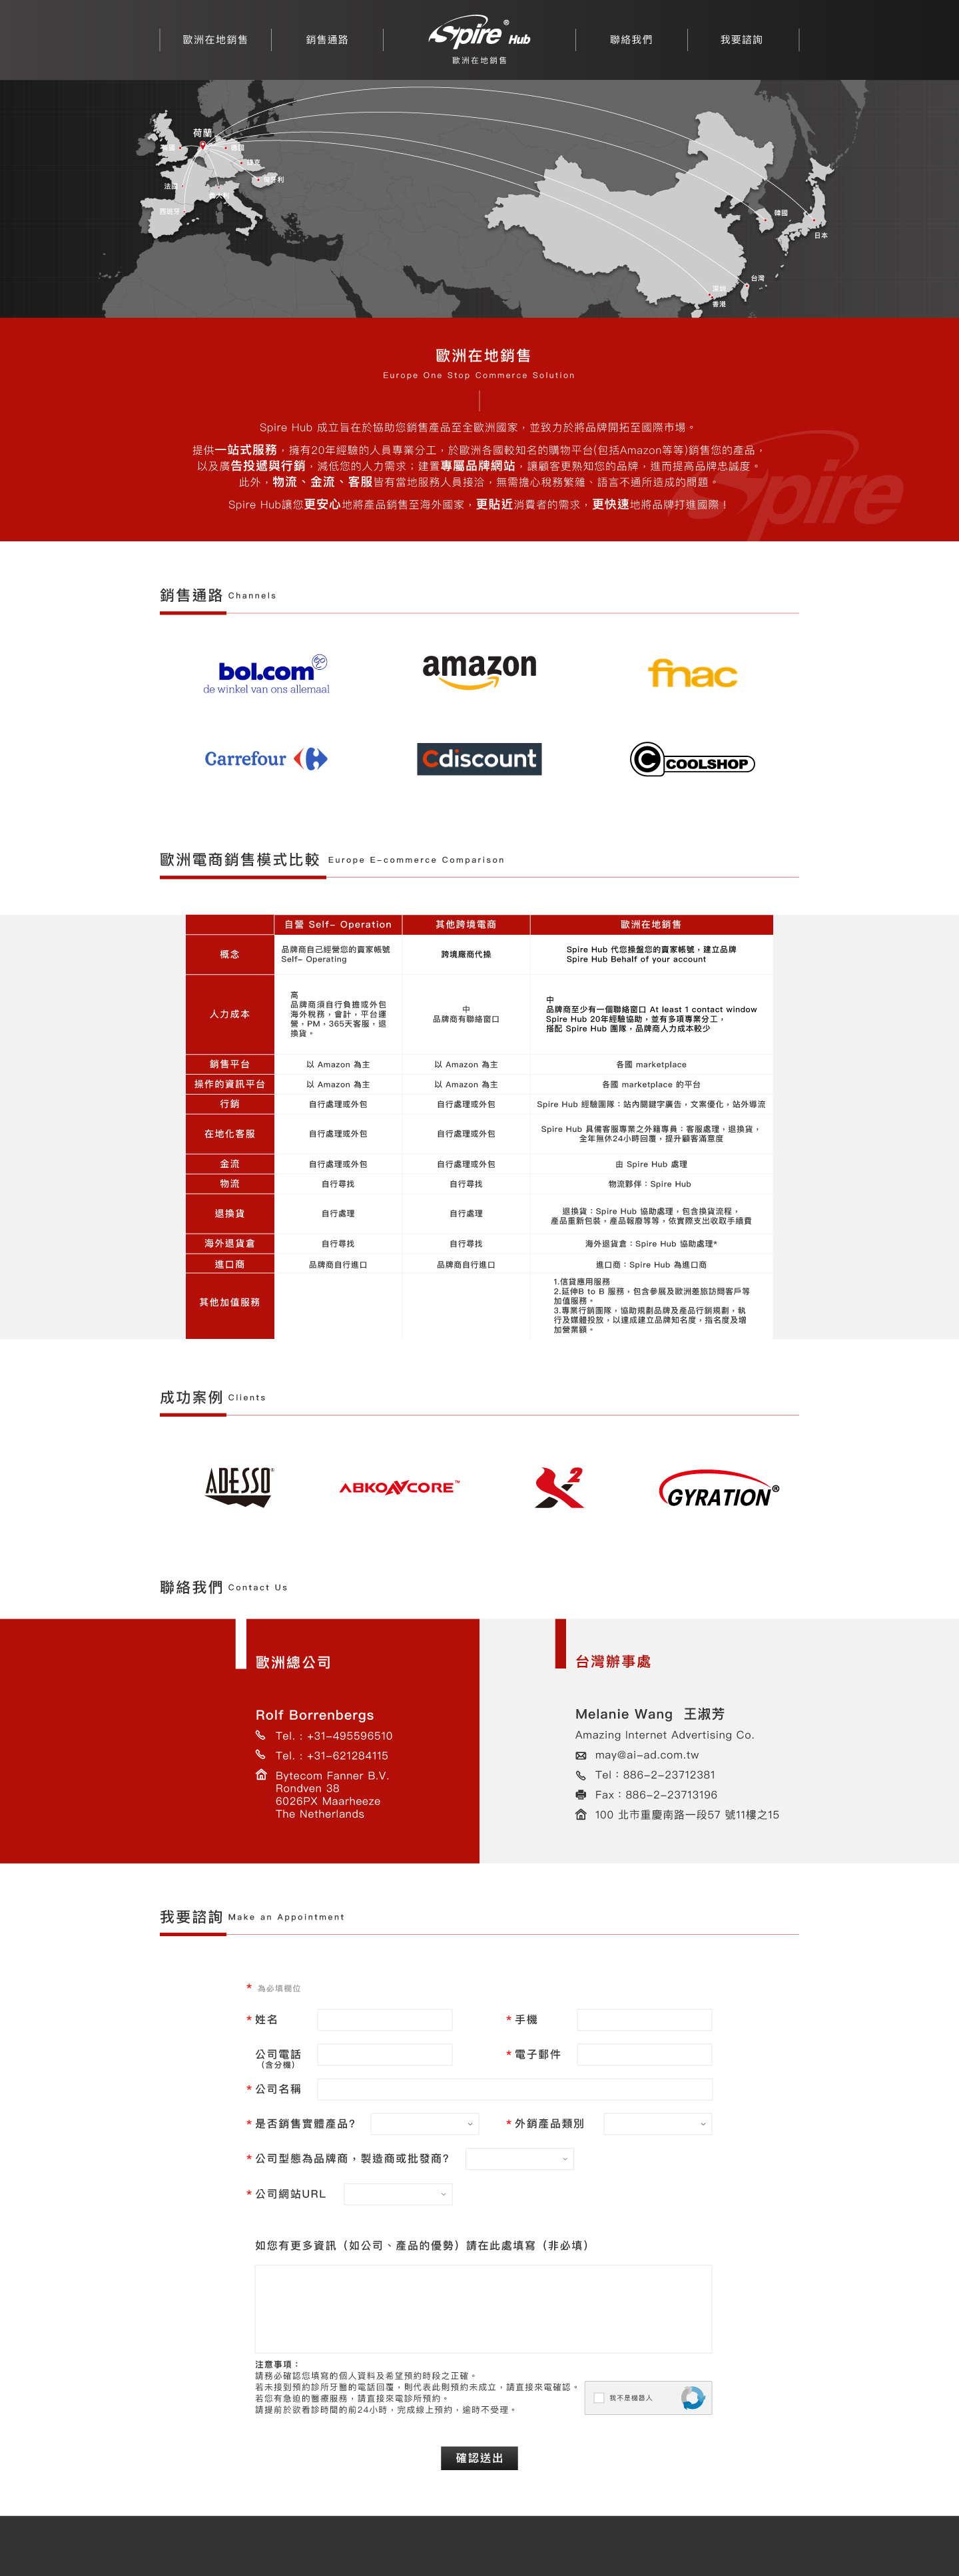 歐洲在地銷售
銷售通路
Spire® Hub
歐洲在地銷售
聯絡我們
我要諮詢
荷蘭
德國
捷克
匈牙利
法國
西班牙
韓國
日本
台灣
深圳
香港
歐洲在地銷售
Europe One Stop Commerce Solution
Spire Hub 成立旨在於協助您銷售產品至全歐洲國家，並致力於將品牌開拓至國際市場。
提供一站式服務，擁有20年經驗的人員專業分工，於歐洲各國較知名的購物平台(包括Amazon等等)銷售您的產品，
以及廣告投遞與行銷，減低您的人力需求；建置專屬品牌網站，讓顧客更熟知您的品牌，進而提高品牌忠誠度。
此外，物流、金流、客服皆有當地服務人員接洽，無需擔心稅務繁雜、語言不通所造成的問題。
Spire Hub讓您更安心地將產品銷售至海外國家，更貼近消費者的需求，更快速地將品牌打進國際！
Spire
銷售通路 Channels
bol.com
de winkel van ons allemaal
amazon
fnac
Carrefour
Cdiscount
C COOLSHOP
歐洲電商銷售模式比較 Europe E-commerce Comparison
自營 Self- Operation
其他跨境電商
歐洲在地銷售
概念
品牌商自己經營您的賣家帳號
Self- Operating
跨境廠商代操
Spire Hub 代您操盤您的賣家帳號，建立品牌
Spire Hub Behalf of your account
人力成本
高
品牌商須自行負擔或外包
海外稅務，會計，平台運
營，PM，365天客服，退
換貨。
中
品牌商有聯絡窗口
中
品牌商至少有一個聯絡窗口 At least 1 contact window
Spire Hub 20年經驗協助，並有多項專業分工，
搭配 Spire Hub 團隊，品牌商人力成本較少
銷售平台
以 Amazon 為主
以 Amazon 為主
各國 marketplace
操作的資訊平台
以 Amazon 為主
以 Amazon 為主
各國 marketplace 的平台
行銷
自行處理或外包
自行處理或外包
Spire Hub 經驗團隊：站內關鍵字廣告，文案優化，站外導流
在地化客服
自行處理或外包
自行處理或外包
Spire Hub 具備客服專業之外籍專員：客服處理，退換貨，
全年無休24小時回覆，提升顧客滿意度
金流
自行處理或外包
自行處理或外包
由 Spire Hub 處理
物流
自行尋找
自行尋找
物流夥伴：Spire Hub
退換貨
自行處理
自行處理
退換貨：Spire Hub 協助處理，包含換貨流程，
產品重新包裝，產品報廢等等，依實際支出收取手續費
海外退貨倉
自行尋找
自行尋找
海外退貨倉：Spire Hub 協助處理*
進口商
品牌商自行進口
品牌商自行進口
進口商：Spire Hub 為進口商
其他加值服務
1.信貸應用服務
2.延伸B to B 服務，包含參展及歐洲差旅訪問客戶等
加值服務。
3.專業行銷團隊，協助規劃品牌及產品行銷規劃，執
行及媒體投放，以達成建立品牌知名度，指名度及增
加營業額。
成功案例 Clients
ADESSO®
ABKONCORE™
X2
GYRATION®
聯絡我們 Contact Us
歐洲總公司
Rolf Borrenbergs
Tel. : +31-495596510
Tel. : +31-621284115
Bytecom Fanner B.V.
Rondven 38
6026PX Maarheeze
The Netherlands
台灣辦事處
Melanie Wang 王淑芳
Amazing Internet Advertising Co.
may@ai-ad.com.tw
Tel：886-2-23712381
Fax：886-2-23713196
100 北市重慶南路一段57 號11樓之15
我要諮詢 Make an Appointment
* 為必填欄位
* 姓名
* 手機
公司電話
（含分機）
* 電子郵件
* 公司名稱
* 是否銷售實體產品?
* 外銷產品類別
* 公司型態為品牌商，製造商或批發商?
* 公司網站URL
如您有更多資訊（如公司、產品的優勢）請在此處填寫（非必填）
注意事項：
請務必確認您填寫的個人資料及希望預約時段之正確。
若未接到預約診所牙醫的電話回覆，則代表此則預約未成立，請直接來電確認。
若您有急迫的醫療服務，請直接來電診所預約。
請提前於欲看診時間的前24小時，完成線上預約，逾時不受理。
我不是機器人
確認送出